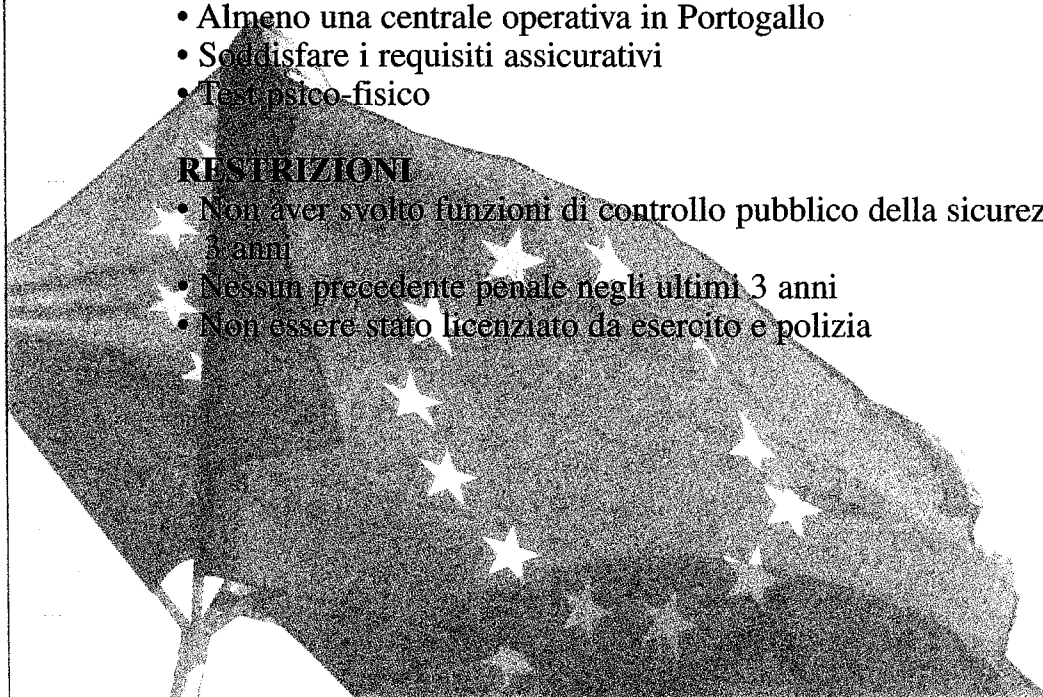 • Almeno una centrale operativa in Portogallo
• Soddisfare i requisiti assicurativi
• Test psico-fisico
RESTRIZIONI
• Non aver svolto funzioni di controllo pubblico della sicurez
3 anni
• Nessun precedente penale negli ultimi 3 anni
• Non essere stato licenziato da esercito e polizia